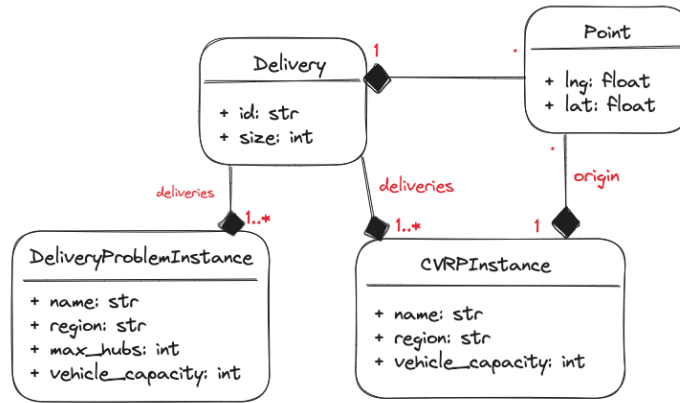 Point
1
.
Delivery
+ lng: float
+ lat: float
+ id: str
+ size: int
.
deliveries
deliveries
origin
1..*
1..*
1
DeliveryProblemInstance
+ name: str
+ region: str
+ max_hubs: int
+ vehicle_capacity: int
CVRPInstance
+ name: str
+ region: str
+ vehicle_capacity: int